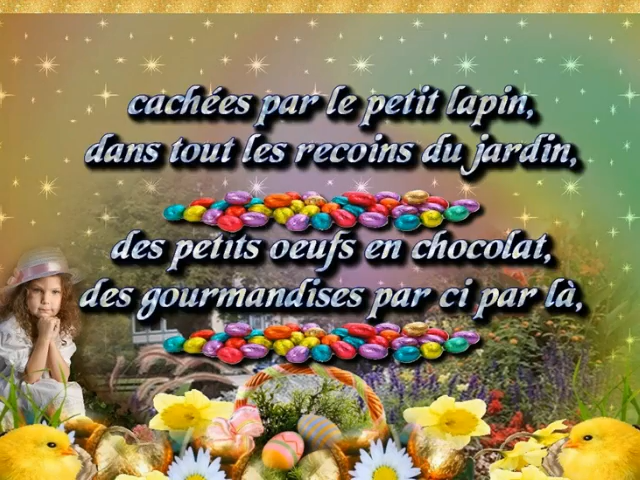 cachées par le petit lapin,
dans tout les recoins du jardin,
des petits oeufs en chocolat,
des gourmandises par ci par là,